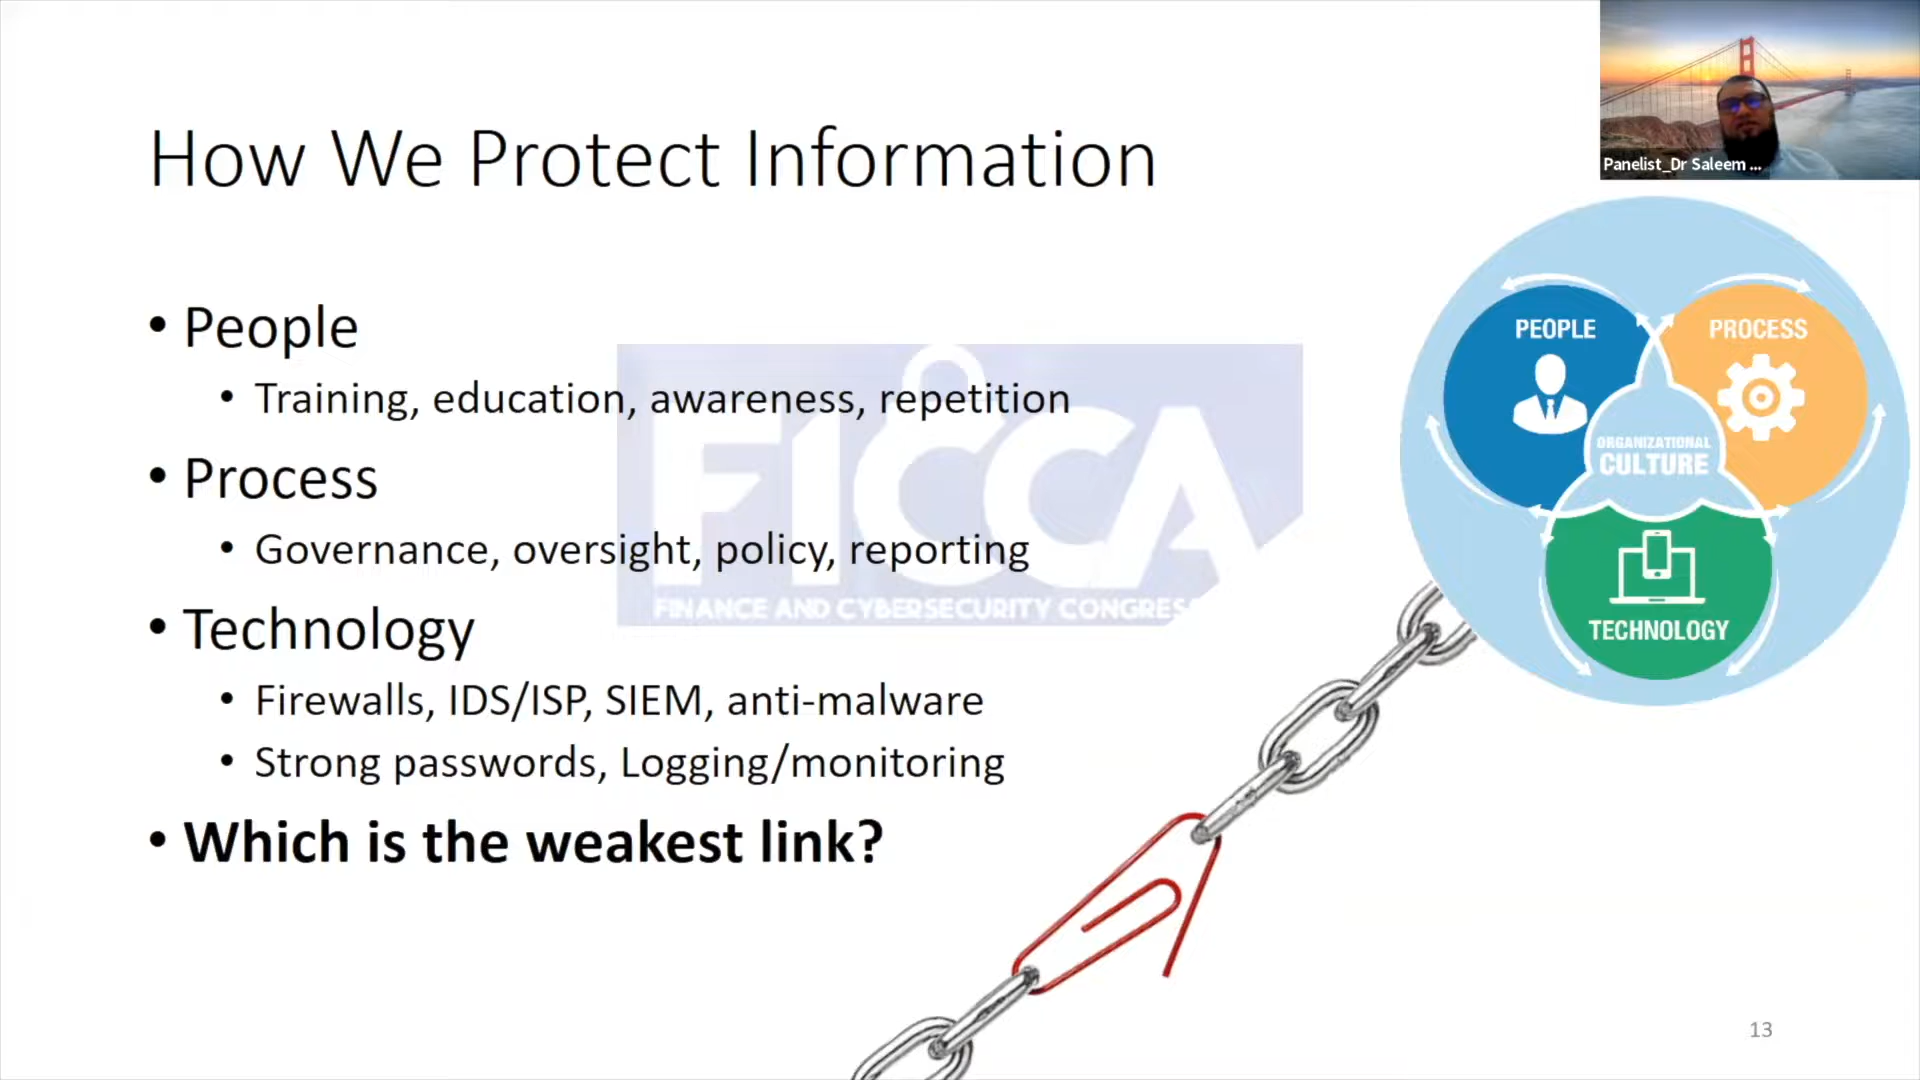 How We Protect Information
Panelist_Dr Saleem ...
• People
• Training, education, awareness, repetition
• Process
• Governance, oversight, policy, reporting
• Technology
• Firewalls, IDS/ISP, SIEM, anti-malware
• Strong passwords, Logging/monitoring
• Which is the weakest link?
FICCA
FINANCE AND CYBERSECURITY CONGRES
PEOPLE
PROCESS
ORGANIZATIONAL
CULTURE
TECHNOLOGY
13